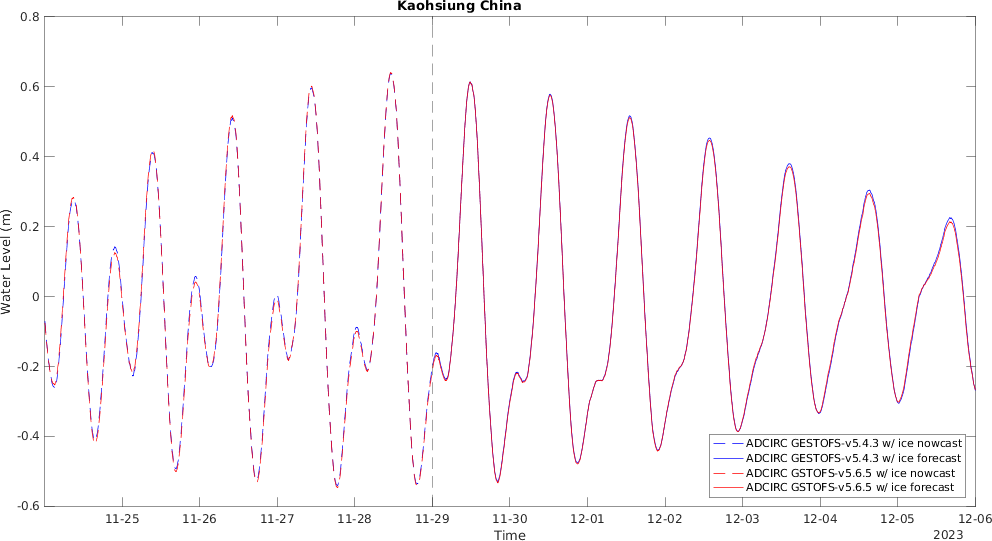 Kaohsiung China
0.8
0.6
0.4
0.2
0
-0.2
-0.4
-0.6
Water Level (m)
ADCIRC GESTOFS-v5.4.3 w/ ice nowcast
ADCIRC GESTOFS-v5.4.3 w/ ice forecast
ADCIRC GSTOFS-v5.6.5 w/ ice nowcast
ADCIRC GSTOFS-v5.6.5 w/ ice forecast
11-25 11-26 11-27 11-28 11-29 11-30 12-01 12-02 12-03 12-04 12-05 12-06
Time
2023